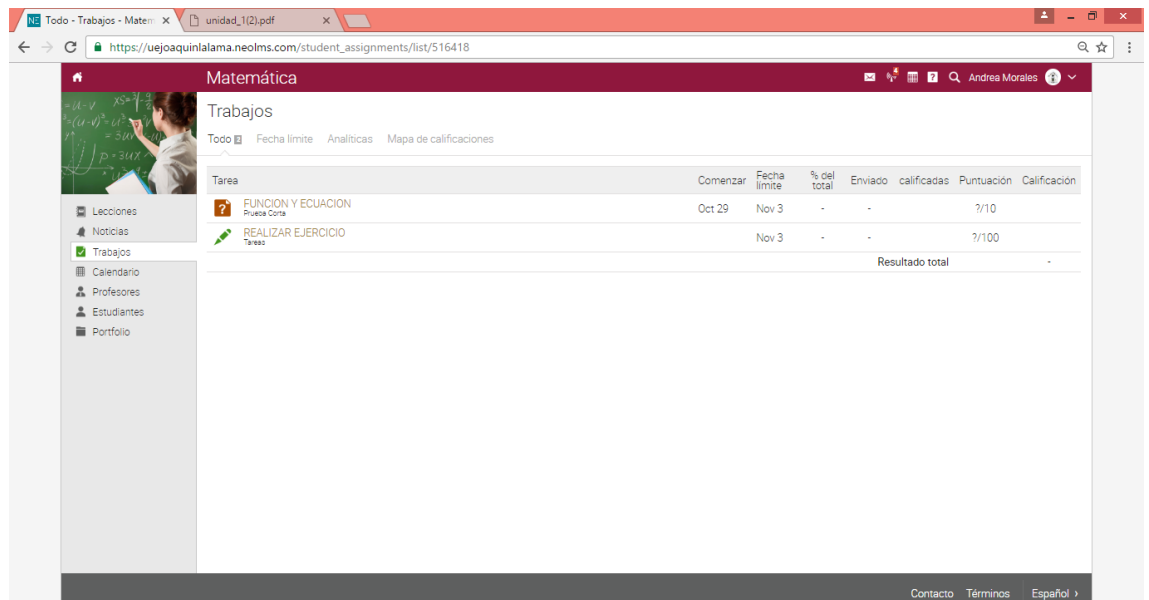 NE Todo - Trabajos - Matem
unidad_1(2).pdf
https://uejoaquinlalama.neolms.com/student_assignments/list/516418
Matemática
Andrea Morales
Trabajos
Todo 2 Fecha límite Analíticas Mapa de calificaciones
Tarea Comenzar Fecha límite % del total Enviado calificadas Puntuación Calificación
FUNCION Y ECUACION Oct 29 Nov 3 - - ?/10
Prueba Corta
REALIZAR EJERCICIO Nov 3 - - ?/100
Tareas
Resultado total -
Lecciones
Noticias
Trabajos
Calendario
Profesores
Estudiantes
Portfolio
Contacto Términos Español ›